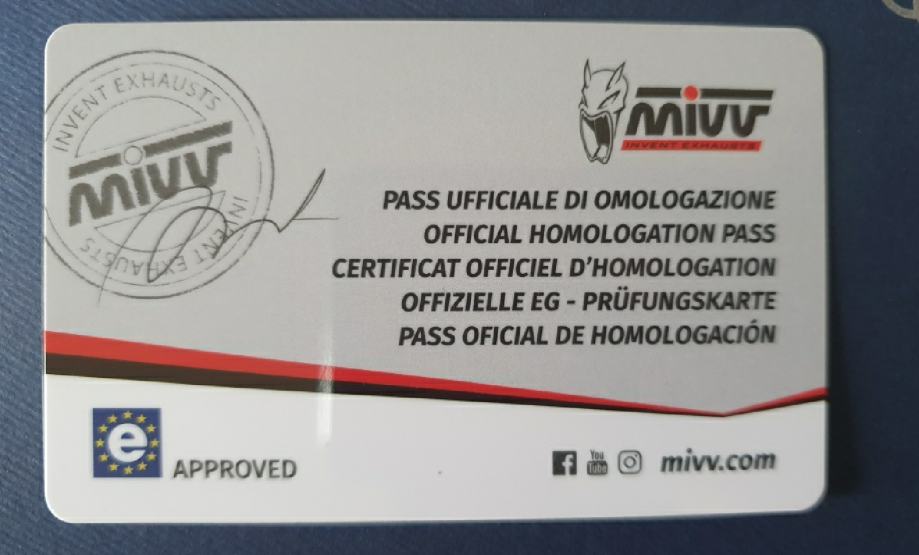 INVENT EXHAUSTS
mivv
INVENT EXHAUSTS
mivv
INVENT EXHAUSTS
PASS UFFICIALE DI OMOLOGAZIONE
OFFICIAL HOMOLOGATION PASS
CERTIFICAT OFFICIEL D'HOMOLOGATION
OFFIZIELLE EG - PRÜFUNGSKARTE
PASS OFICIAL DE HOMOLOGACIÓN
e APPROVED
You
Tube
mivv.com